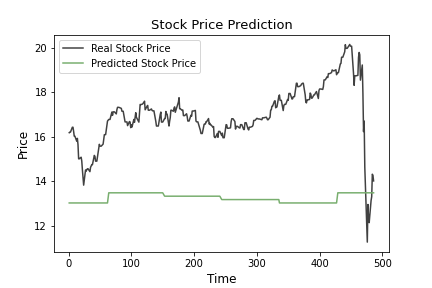 Stock Price Prediction
Real Stock Price
Predicted Stock Price
Price
20
18
16
14
12
0 100 200 300 400 500
Time